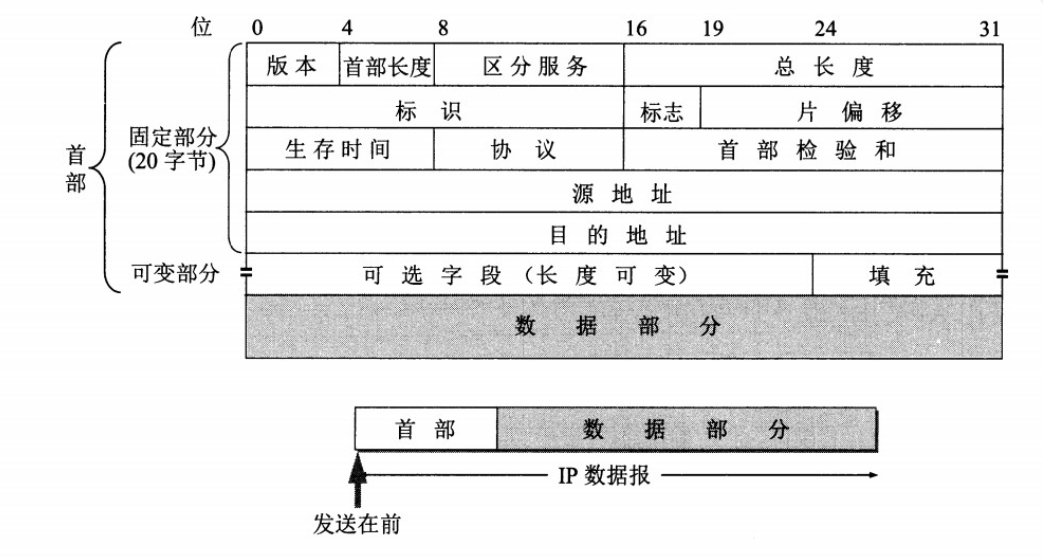 位 0 4 8 16 19 24 31
版本 首部长度 区分服务 总长度
标识 标志 片偏移
首部
固定部分
(20 字节)
生存时间 协议 首部检验和
源地址
目的地址
可变部分 可选字段（长度可变） 填充
数据部分
首部 数据部分
IP 数据报
发送在前